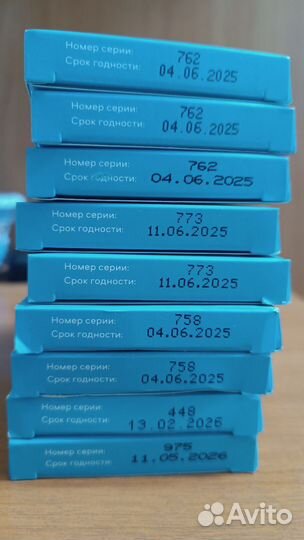 Номер серии: 762
Срок годности: 04.06.2025
Номер серии: 762
Срок годности: 04.06.2025
Номер серии: 762
Срок годности: 04.06.2025
Номер серии: 773
Срок годности: 11.06.2025
Номер серии: 773
Срок годности: 11.06.2025
Номер серии: 758
Срок годности: 04.06.2025
Номер серии: 758
Срок годности: 04.06.2025
Номер серии: 448
Срок годности: 13.02.2026
Номер серии: 975
Срок годности: 11.05.2026
Avito